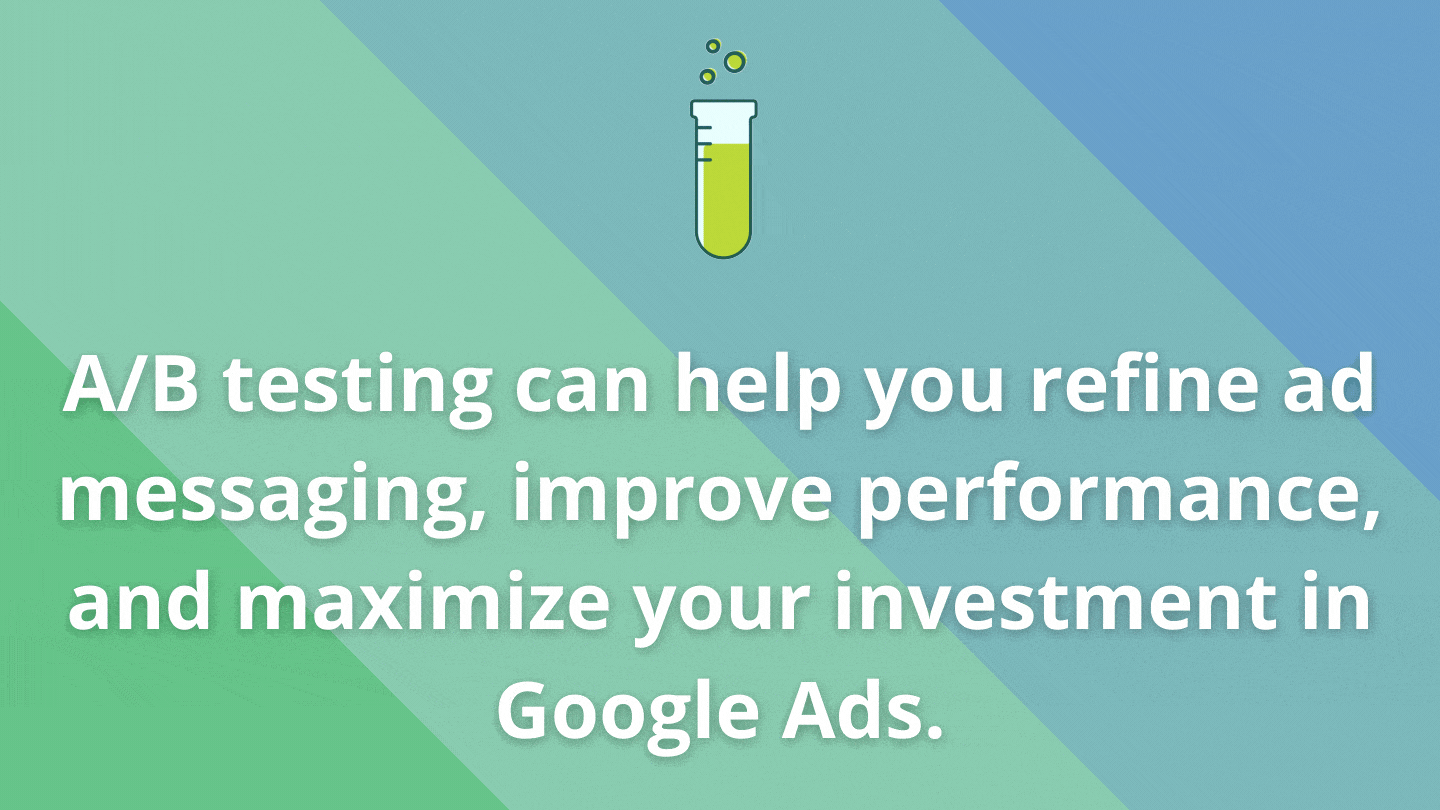 A/B testing can help you refine ad
messaging, improve performance,
and maximize your investment in
Google Ads.